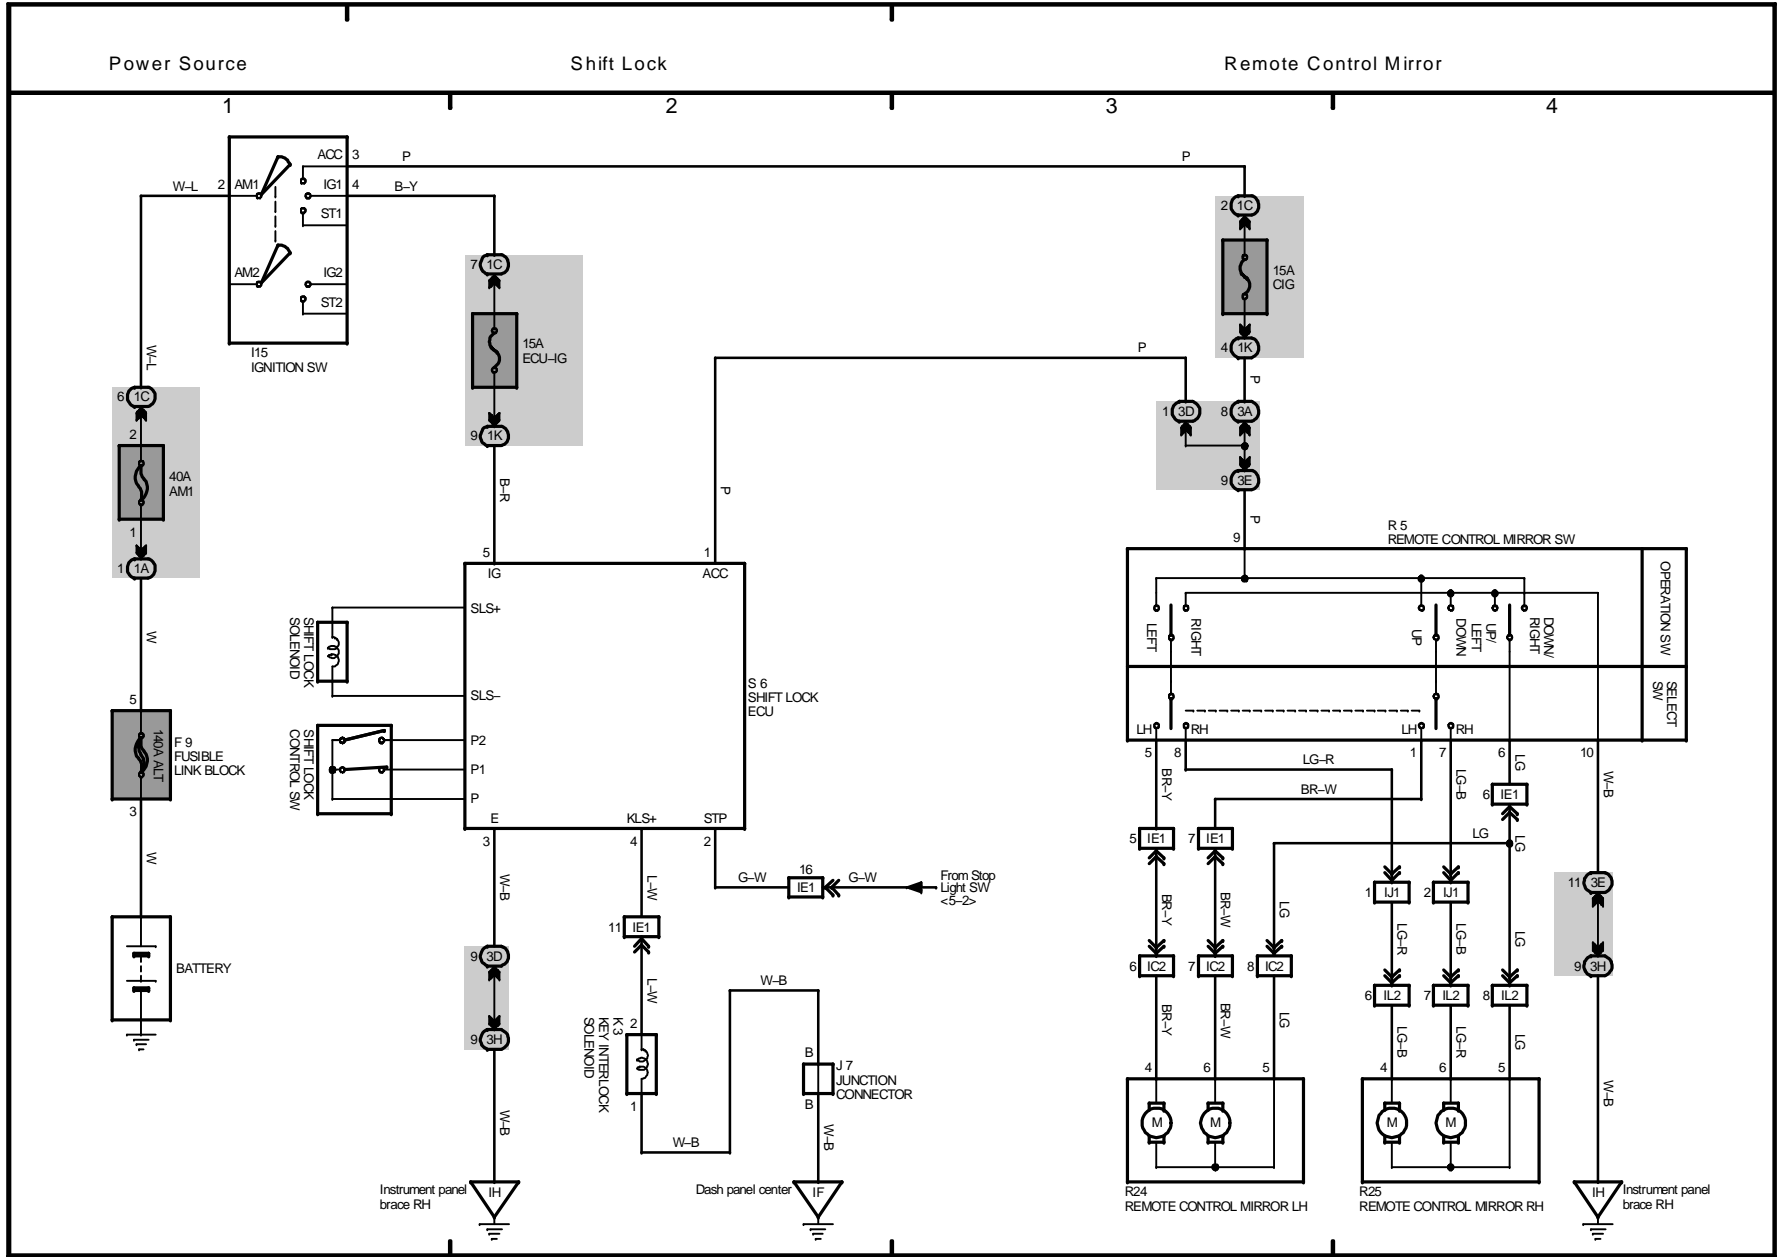 Power Source
Shift Lock
Remote Control Mirror
1
2
3
4
ACC 3
P
P
W–L
2
AM1
IG1 4
B–Y
ST1
AM2
IG2
ST2
I15
IGNITION SW
W–L
6 1C
2
40A
AM1
1
1 1A
W
5
140A ALT
F 9
FUSIBLE
LINK BLOCK
3
W
BATTERY
7 1C
15A
ECU–IG
9 1K
B–R
5
IG
1
ACC
P
P
SLS+
SLS–
P2
P1
P
E
KLS+
STP
SHIFT LOCK
SOLENOID
SHIFT LOCK
CONTROL SW
S 6
SHIFT LOCK
ECU
3
4
2
W–B
L–W
G–W
16
IE1
G–W
From Stop
Light SW
<5–2>
11 IE1
9 3D
L–W
9 3H
W–B
2
K 3
KEY INTERLOCK
SOLENOID
1
W–B
W–B
B
J 7
JUNCTION
CONNECTOR
B
W–B
Instrument panel
brace RH
IH
Dash panel center
IF
2 1C
15A
CIG
4 1K
P
1 3D
8 3A
9 3E
P
9
R 5
REMOTE CONTROL MIRROR SW
OPERATION SW
SELECT
SW
LEFT
RIGHT
UP
DOWN
UP/
LEFT
DOWN/
RIGHT
LH
RH
LH
RH
5
8
1
7
6
10
BR–Y
LG–R
BR–W
LG–B
LG
W–B
6 IE1
LG
LG
5 IE1
7 IE1
BR–Y
BR–W
LG
1 IJ1
2 IJ1
11 3E
LG–R
LG–B
LG
6 IC2
7 IC2
8 IC2
9 3H
6 IL2
7 IL2
8 IL2
BR–Y
BR–W
LG
LG–B
LG–R
LG
4
6
5
4
6
5
M
M
M
M
W–B
R24
REMOTE CONTROL MIRROR LH
R25
REMOTE CONTROL MIRROR RH
IH
Instrument panel
brace RH